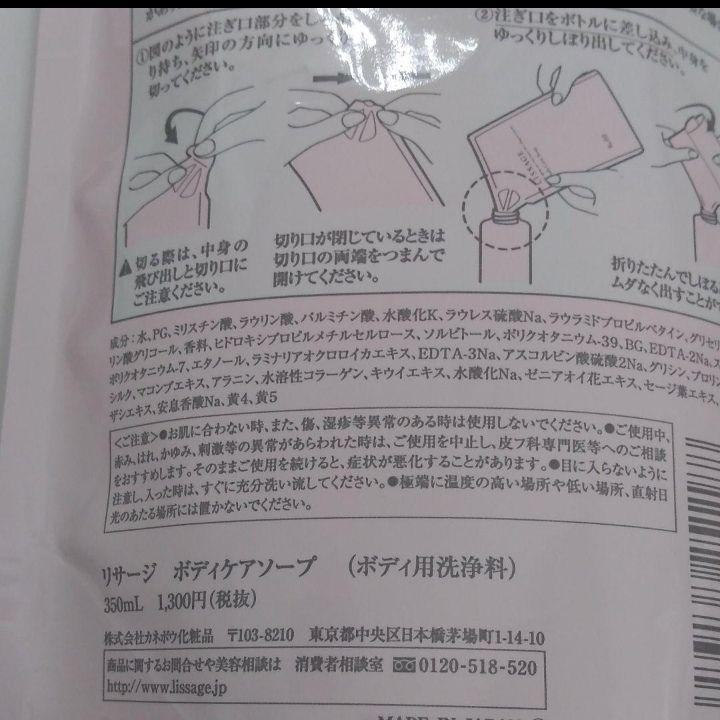 ①図のように注ぎ口部分をし
り持ち、矢印の方向にゆっくり
切ってください。
②注ぎ口をボトルに差し込み、中身を
ゆっくりしぼり出してください。
LISSAGE
▲切る際は、中身の
飛び出しと切り口に
ご注意ください。
切り口が閉じているときは
切り口の両端をつまんで
開けてください。
折りたたんでしぼる
ムダなく出すことが
成分:水、PG、ミリスチン酸、ラウリン酸、パルミチン酸、水酸化K、ラウレス硫酸Na、ラウラミドプロピルベタイン、グリセリ
リン酸グリコール、香料、ヒドロキシプロピルメチルセルロース、ソルビトール、ポリクオタニウム-39、BG、EDTA-2Na、ス
ポリクオタニウム-7、エタノール、ラミナリアオクロロイカエキス、EDTA-3Na、アスコルビン酸硫酸2Na、グリシン、プロリン
シルク、マコンブエキス、アラニン、水溶性コラーゲン、キウイエキス、水酸化Na、ゼニアオイ花エキス、セージ葉エキス、
ザシエキス、安息香酸Na、黄4、黄5
<ご注意>●お肌に合わない時、また、傷、湿疹等異常のある時は使用しないでください。●ご使用中、
赤み、はれ、かゆみ、刺激等の異常があらわれた時は、ご使用を中止し、皮フ科専門医等へのご相談
をおすすめします。そのままご使用を続けると、症状が悪化することがあります。●目に入らないように
注意し、入った時は、すぐに充分洗い流してください。●極端に温度の高い場所や低い場所、直射日
光のあたる場所には置かないでください。
リサージ ボディケアソープ (ボディ用洗浄料)
350mL 1,300円(税抜)
株式会社カネボウ化粧品 〒103-8210 東京都中央区日本橋茅場町1-14-10
商品に関するお問合せや美容相談は 消費者相談室 0120-518-520
http://www.lissage.jp